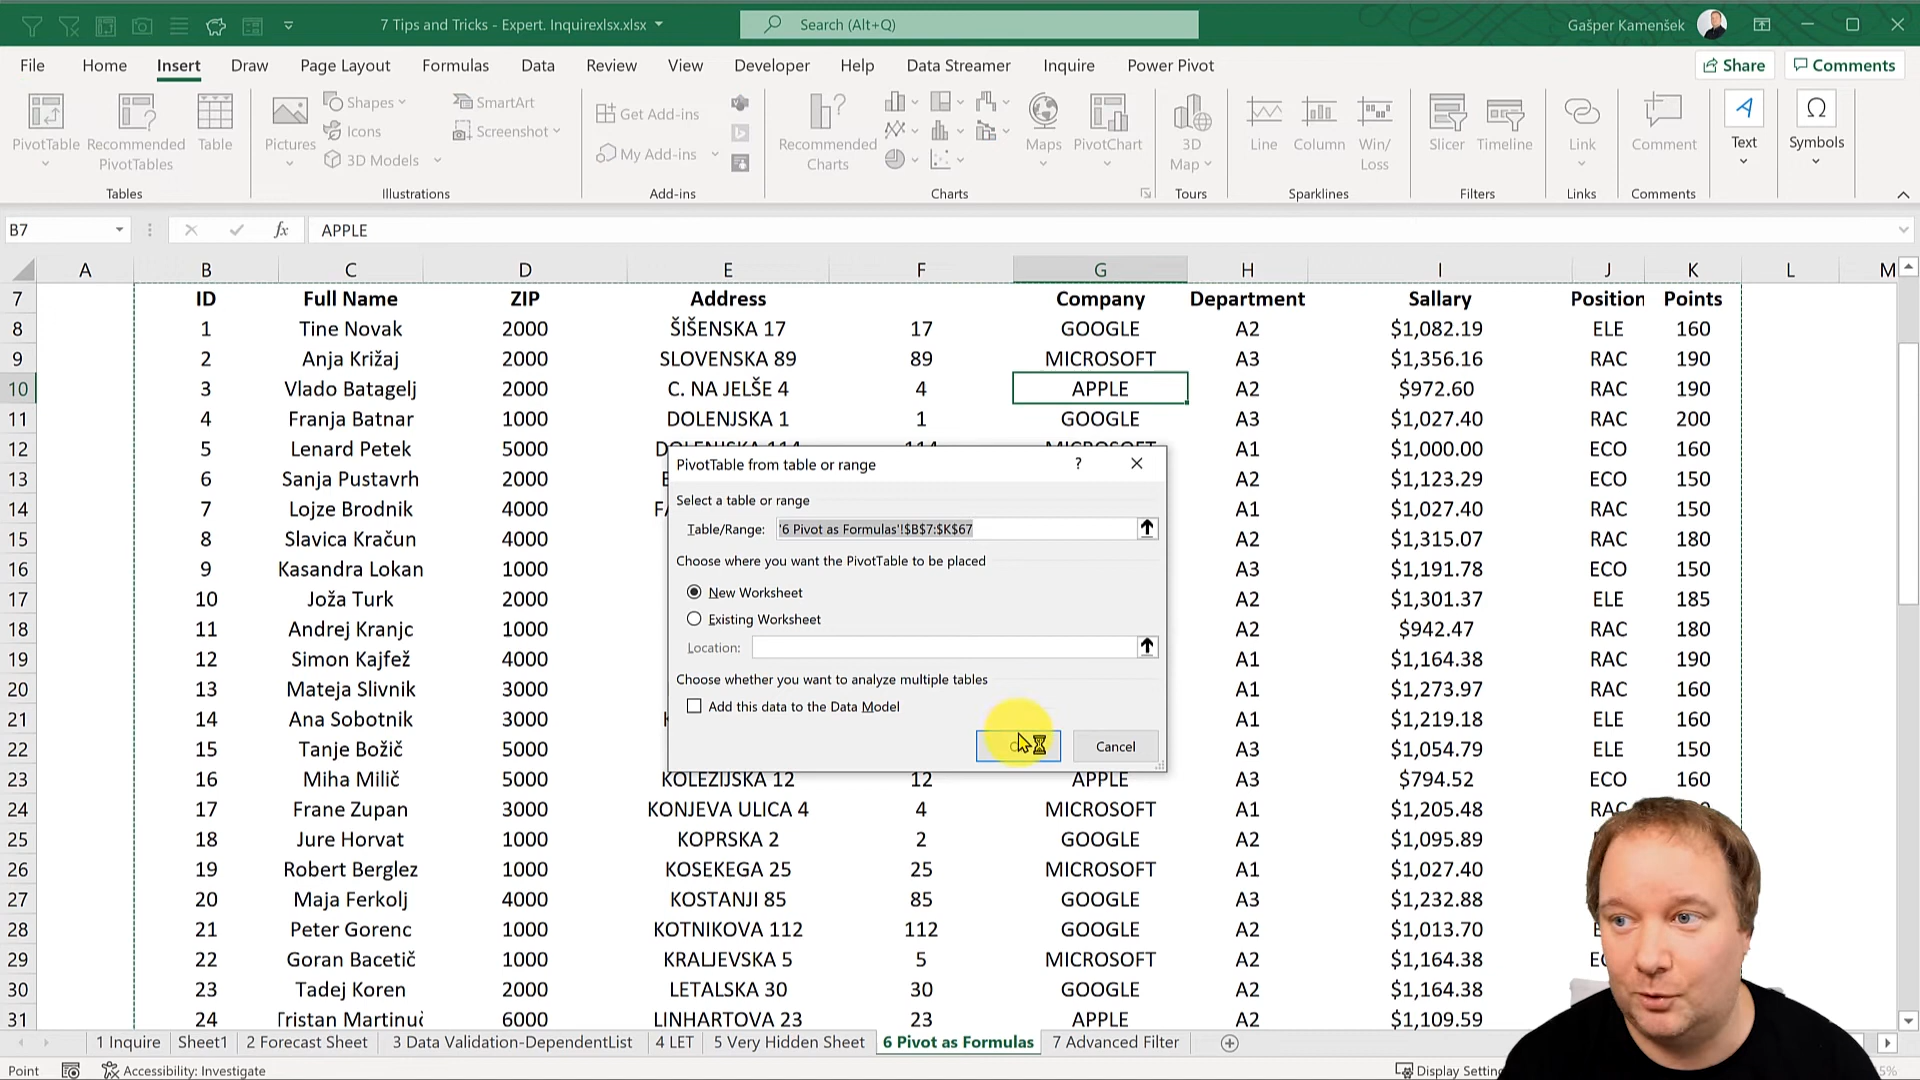 7 Tips and Tricks - Expert. Inquirexlsx.xlsx
Search (Alt+Q)
Gašper Kamenšek
File Home Insert Draw Page Layout Formulas Data Review View Developer Help Data Streamer Inquire Power Pivot
Share
Comments
PivotTable
Recommended PivotTables
Table
Tables
Pictures
Shapes
Icons
3D Models
SmartArt
Screenshot
Illustrations
Get Add-ins
My Add-ins
Add-ins
Recommended Charts
Maps
PivotChart
Charts
3D Map
Tours
Line
Column
Win/ Loss
Sparklines
Slicer
Timeline
Filters
Link
Links
Comment
Comments
Text
Symbols
B7
fx
APPLE
A B C D E F G H I J K L M
7 ID Full Name ZIP Address Company Department Sallary Position Points
8 1 Tine Novak 2000 ŠIŠENSKA 17 17 GOOGLE A2 $1,082.19 ELE 160
9 2 Anja Križaj 2000 SLOVENSKA 89 89 MICROSOFT A3 $1,356.16 RAC 190
10 3 Vlado Batagelj 2000 C. NA JELŠE 4 4 APPLE A2 $972.60 RAC 190
11 4 Franja Batnar 1000 DOLENJSKA 1 1 GOOGLE A3 $1,027.40 RAC 200
12 5 Lenard Petek 5000 A1 $1,000.00 ECO 160
13 6 Sanja Pustavrh 2000 A2 $1,123.29 ECO 150
14 7 Lojze Brodnik 4000 A1 $1,027.40 RAC 150
15 8 Slavica Kračun 4000 A2 $1,315.07 RAC 180
16 9 Kasandra Lokan 1000 A3 $1,191.78 ECO 150
17 10 Joža Turk 2000 A2 $1,301.37 ELE 185
18 11 Andrej Kranjc 1000 A2 $942.47 RAC 180
19 12 Simon Kajfež 4000 A1 $1,164.38 RAC 190
20 13 Mateja Slivnik 3000 A1 $1,273.97 RAC 160
21 14 Ana Sobotnik 3000 A1 $1,219.18 ELE 160
22 15 Tanje Božič 5000 A3 $1,054.79 ELE 150
23 16 Miha Milič 5000 KOLEZIJSKA 12 12 APPLE A3 $794.52 ECO 160
24 17 Frane Zupan 3000 KONJEVA ULICA 4 4 MICROSOFT A1 $1,205.48
25 18 Jure Horvat 1000 KOPRSKA 2 2 GOOGLE A2 $1,095.89
26 19 Robert Berglez 1000 KOSEKEGA 25 25 MICROSOFT A1 $1,027.40
27 20 Maja Ferkolj 4000 KOSTANJI 85 85 GOOGLE A3 $1,232.88
28 21 Peter Gorenc 1000 KOTNIKOVA 112 112 GOOGLE A2 $1,013.70
29 22 Goran Bacetič 1000 KRALJEVSKA 5 5 MICROSOFT A2 $1,164.38
30 23 Tadej Koren 2000 LETALSKA 30 30 GOOGLE A2 $1,164.38
31 24 6000 LINHARTOVA 23 23 APPLE A2 $1,109.59
PivotTable from table or range
?
Select a table or range
Table/Range: '6 Pivot as Formulas'!$B$7:$K$67
Choose where you want the PivotTable to be placed
New Worksheet
Existing Worksheet
Location:
Choose whether you want to analyze multiple tables
Add this data to the Data Model
Cancel
1 Inquire Sheet1 2 Forecast Sheet 3 Data Validation-DependentList 4 LET 5 Very Hidden Sheet 6 Pivot as Formulas 7 Advanced Filter
Point
Accessibility: Investigate
Display